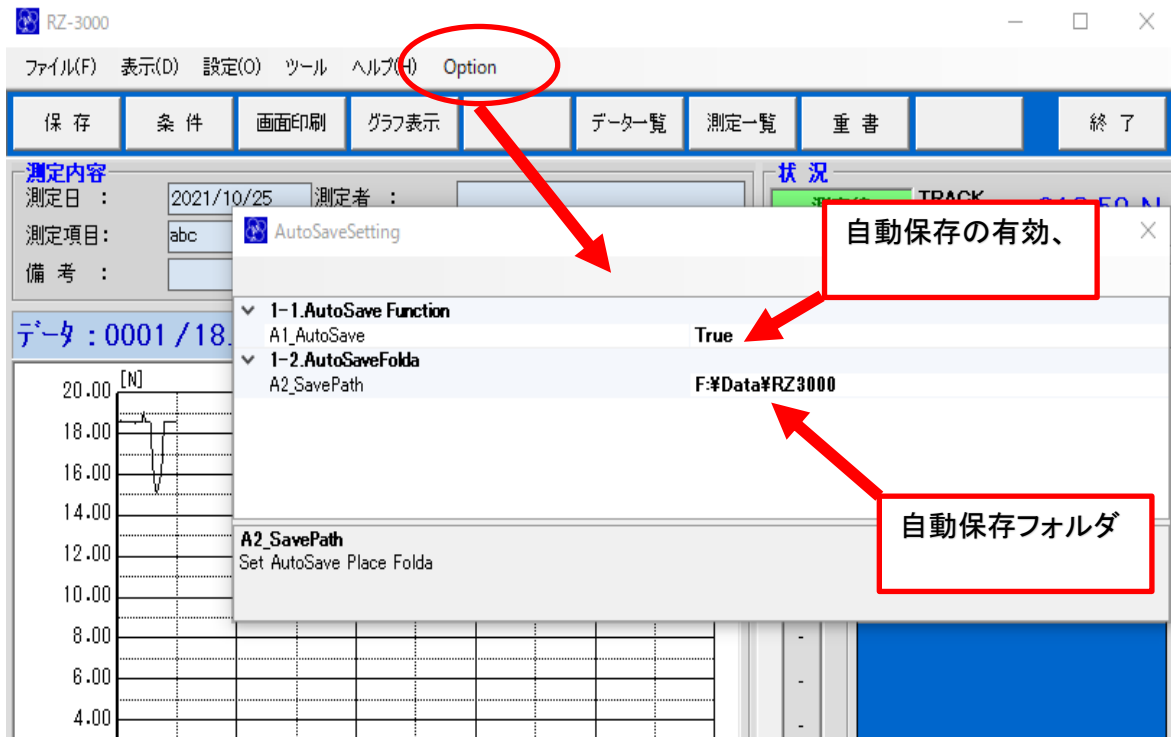 RZ-3000
ファイル(F) 表示(D) 設定(O) ツール ヘルプ(H) Option
保 存 条 件 画面印刷 グラフ表示 データ一覧 測定一覧 重 書 終 了
測定内容 状 況
測定日 : 2021/10/25 測定者 :
測定項目: abc
備 考 :
AutoSaveSetting
自動保存の有効、
1-1.AutoSave Function
A1_AutoSave True
1-2.AutoSaveFolda
A2_SavePath F:¥Data¥RZ3000
A2_SavePath
Set AutoSave Place Folda
自動保存フォルダ
データ:0001/18.
[N]
20.00
18.00
16.00
14.00
12.00
10.00
8.00
6.00
4.00